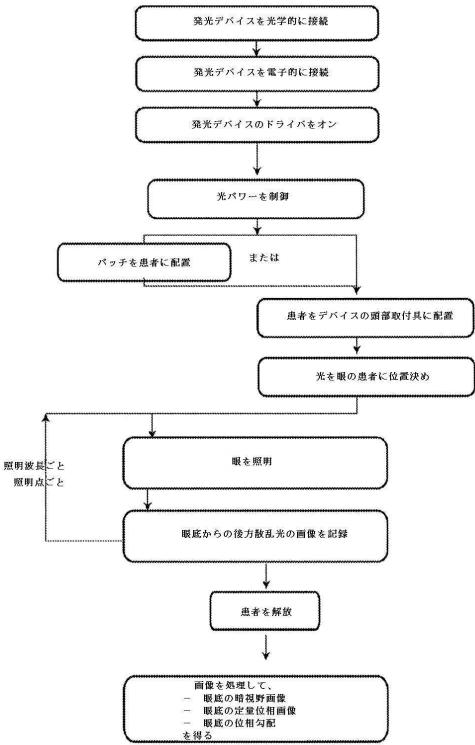 発光デバイスを光学的に接続
発光デバイスを電子的に接続
発光デバイスのドライバをオン
光パワーを制御
パッチを患者に配置
または
患者をデバイスの頭部取付具に配置
光を眼の患者に位置決め
照明波長ごと
照明点ごと
眼を照明
眼底からの後方散乱光の画像を記録
患者を解放
画像を処理して、
－ 眼底の暗視野画像
－ 眼底の定量位相画像
－ 眼底の位相勾配
を得る